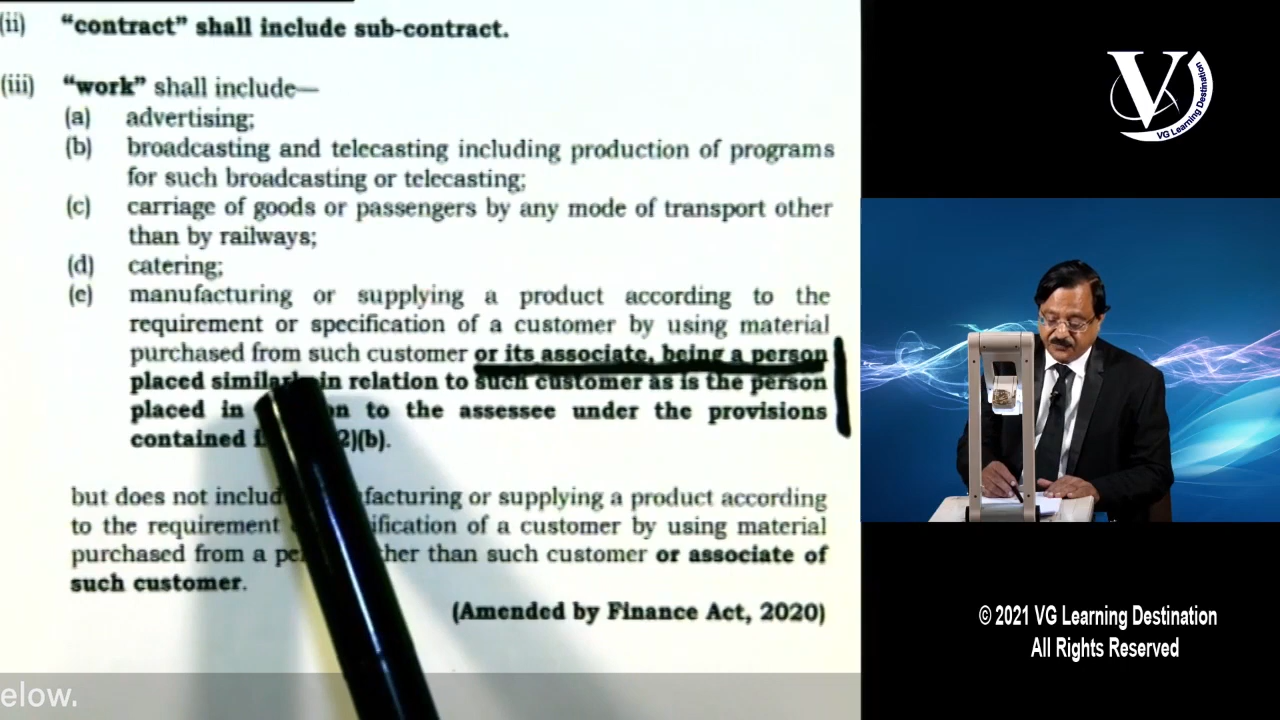 (ii) “contract” shall include sub-contract.
(iii) “work” shall include—
(a) advertising;
(b) broadcasting and telecasting including production of programs
for such broadcasting or telecasting;
(c) carriage of goods or passengers by any mode of transport other
than by railways;
(d) catering;
(e) manufacturing or supplying a product according to the
requirement or specification of a customer by using material
purchased from such customer or its associate, being a person
placed similarly in relation to such customer as is the person
placed in to the assessee under the provisions
contained 2)(b).
but does not include manufacturing or supplying a product according
to the requirement specification of a customer by using material
purchased from a other than such customer or associate of
such customer.
(Amended by Finance Act, 2020)
elow.
V
VG Learning Destination
© 2021 VG Learning Destination
All Rights Reserved